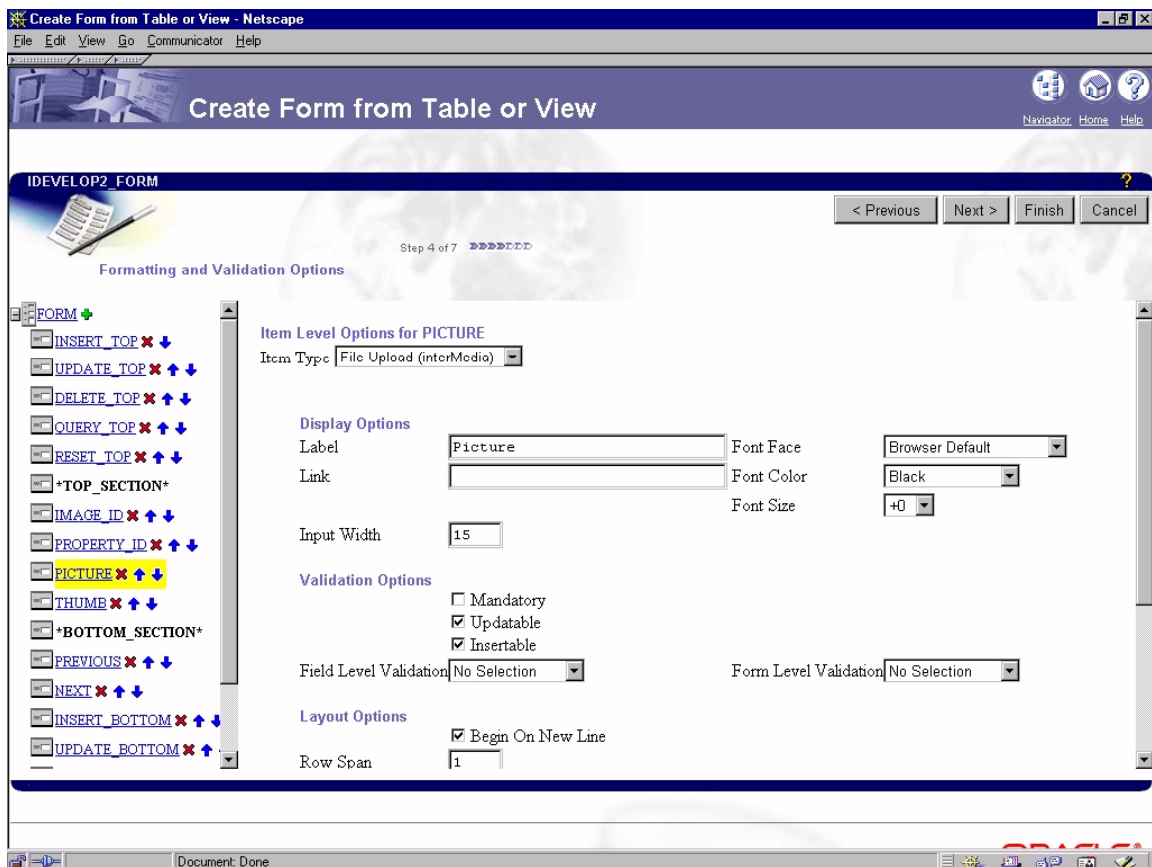 Create Form from Table or View - Netscape
File Edit View Go Communicator Help
Create Form from Table or View
Navigator Home Help
IDEVELOP2_FORM
?
< Previous Next > Finish Cancel
Step 4 of 7
Formatting and Validation Options
FORM
INSERT_TOP
UPDATE_TOP
DELETE_TOP
QUERY_TOP
RESET_TOP
*TOP_SECTION*
IMAGE_ID
PROPERTY_ID
PICTURE
THUMB
*BOTTOM_SECTION*
PREVIOUS
NEXT
INSERT_BOTTOM
UPDATE_BOTTOM
Item Level Options for PICTURE
Item Type File Upload (interMedia)
Display Options
Label Picture Font Face Browser Default
Link Font Color Black
Font Size +0
Input Width 15
Validation Options
Mandatory
Updatable
Insertable
Field Level Validation No Selection Form Level Validation No Selection
Layout Options
Begin On New Line
Row Span 1
Document: Done